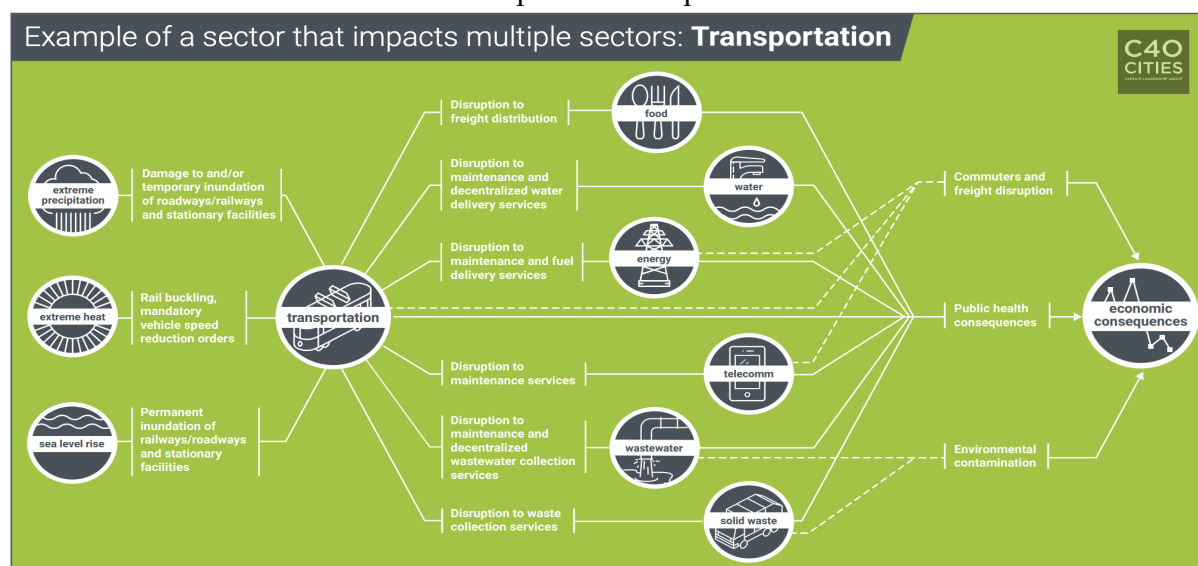 Example of a sector that impacts multiple sectors: Transportation
C40
CITIES
CLIMATE LEADERSHIP GROUP
extreme
precipitation
Damage to and/or
temporary inundation
of roadways/railways
and stationary facilities
extreme heat
Rail buckling,
mandatory
vehicle speed
reduction orders
sea level rise
Permanent
inundation of
railways/roadways
and stationary
facilities
transportation
Disruption to
freight distribution
food
Disruption to
maintenance and
decentralized water
delivery services
water
Disruption to
maintenance and fuel
delivery services
energy
Disruption to
maintenance services
telecomm
Disruption to
maintenance and
decentralized
wastewater collection
services
wastewater
Disruption to waste
collection services
solid waste
Commuters and
freight disruption
Public health
consequences
Environmental
contamination
economic
consequences